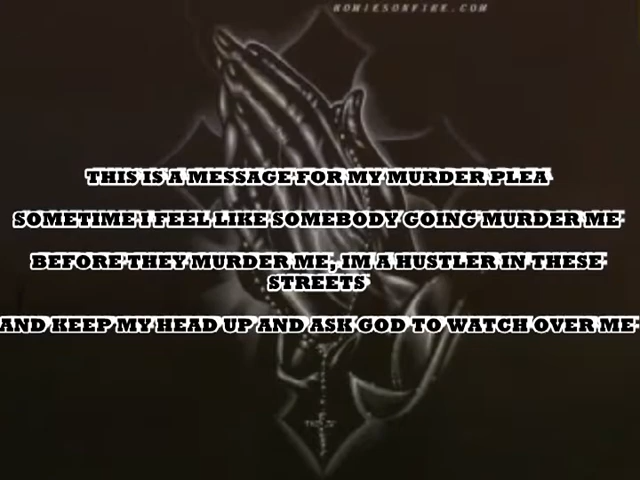 HOMIESONFIRE.COM
THIS IS A MESSAGE FOR MY MURDER PLEA
SOMETIME I FEEL LIKE SOMEBODY GOING MURDER ME
BEFORE THEY MURDER ME, IM A HUSTLER IN THESE
STREETS
AND KEEP MY HEAD UP AND ASK GOD TO WATCH OVER ME